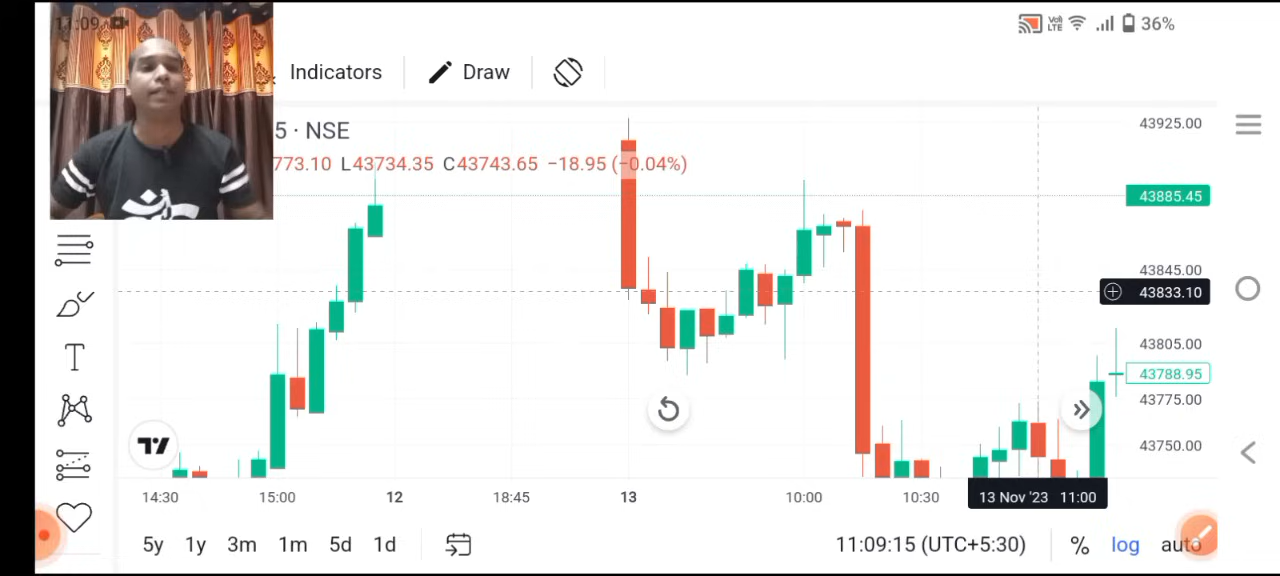 11:09
Vo) LTE
36%
Indicators
Draw
5 · NSE
773.10 L43734.35 C43743.65 −18.95 (−0.04%)
43925.00
43885.45
43845.00
43833.10
43805.00
43788.95
43775.00
43750.00
T
14:30 15:00 12 18:45 13 10:00 10:30 13 Nov '23 11:00
5y 1y 3m 1m 5d 1d
11:09:15 (UTC+5:30) % log auto